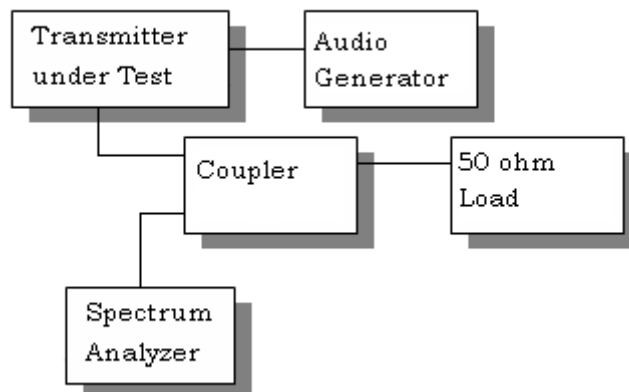 Transmitter
under Test
Audio
Generator
Coupler
50 ohm
Load
Spectrum
Analyzer